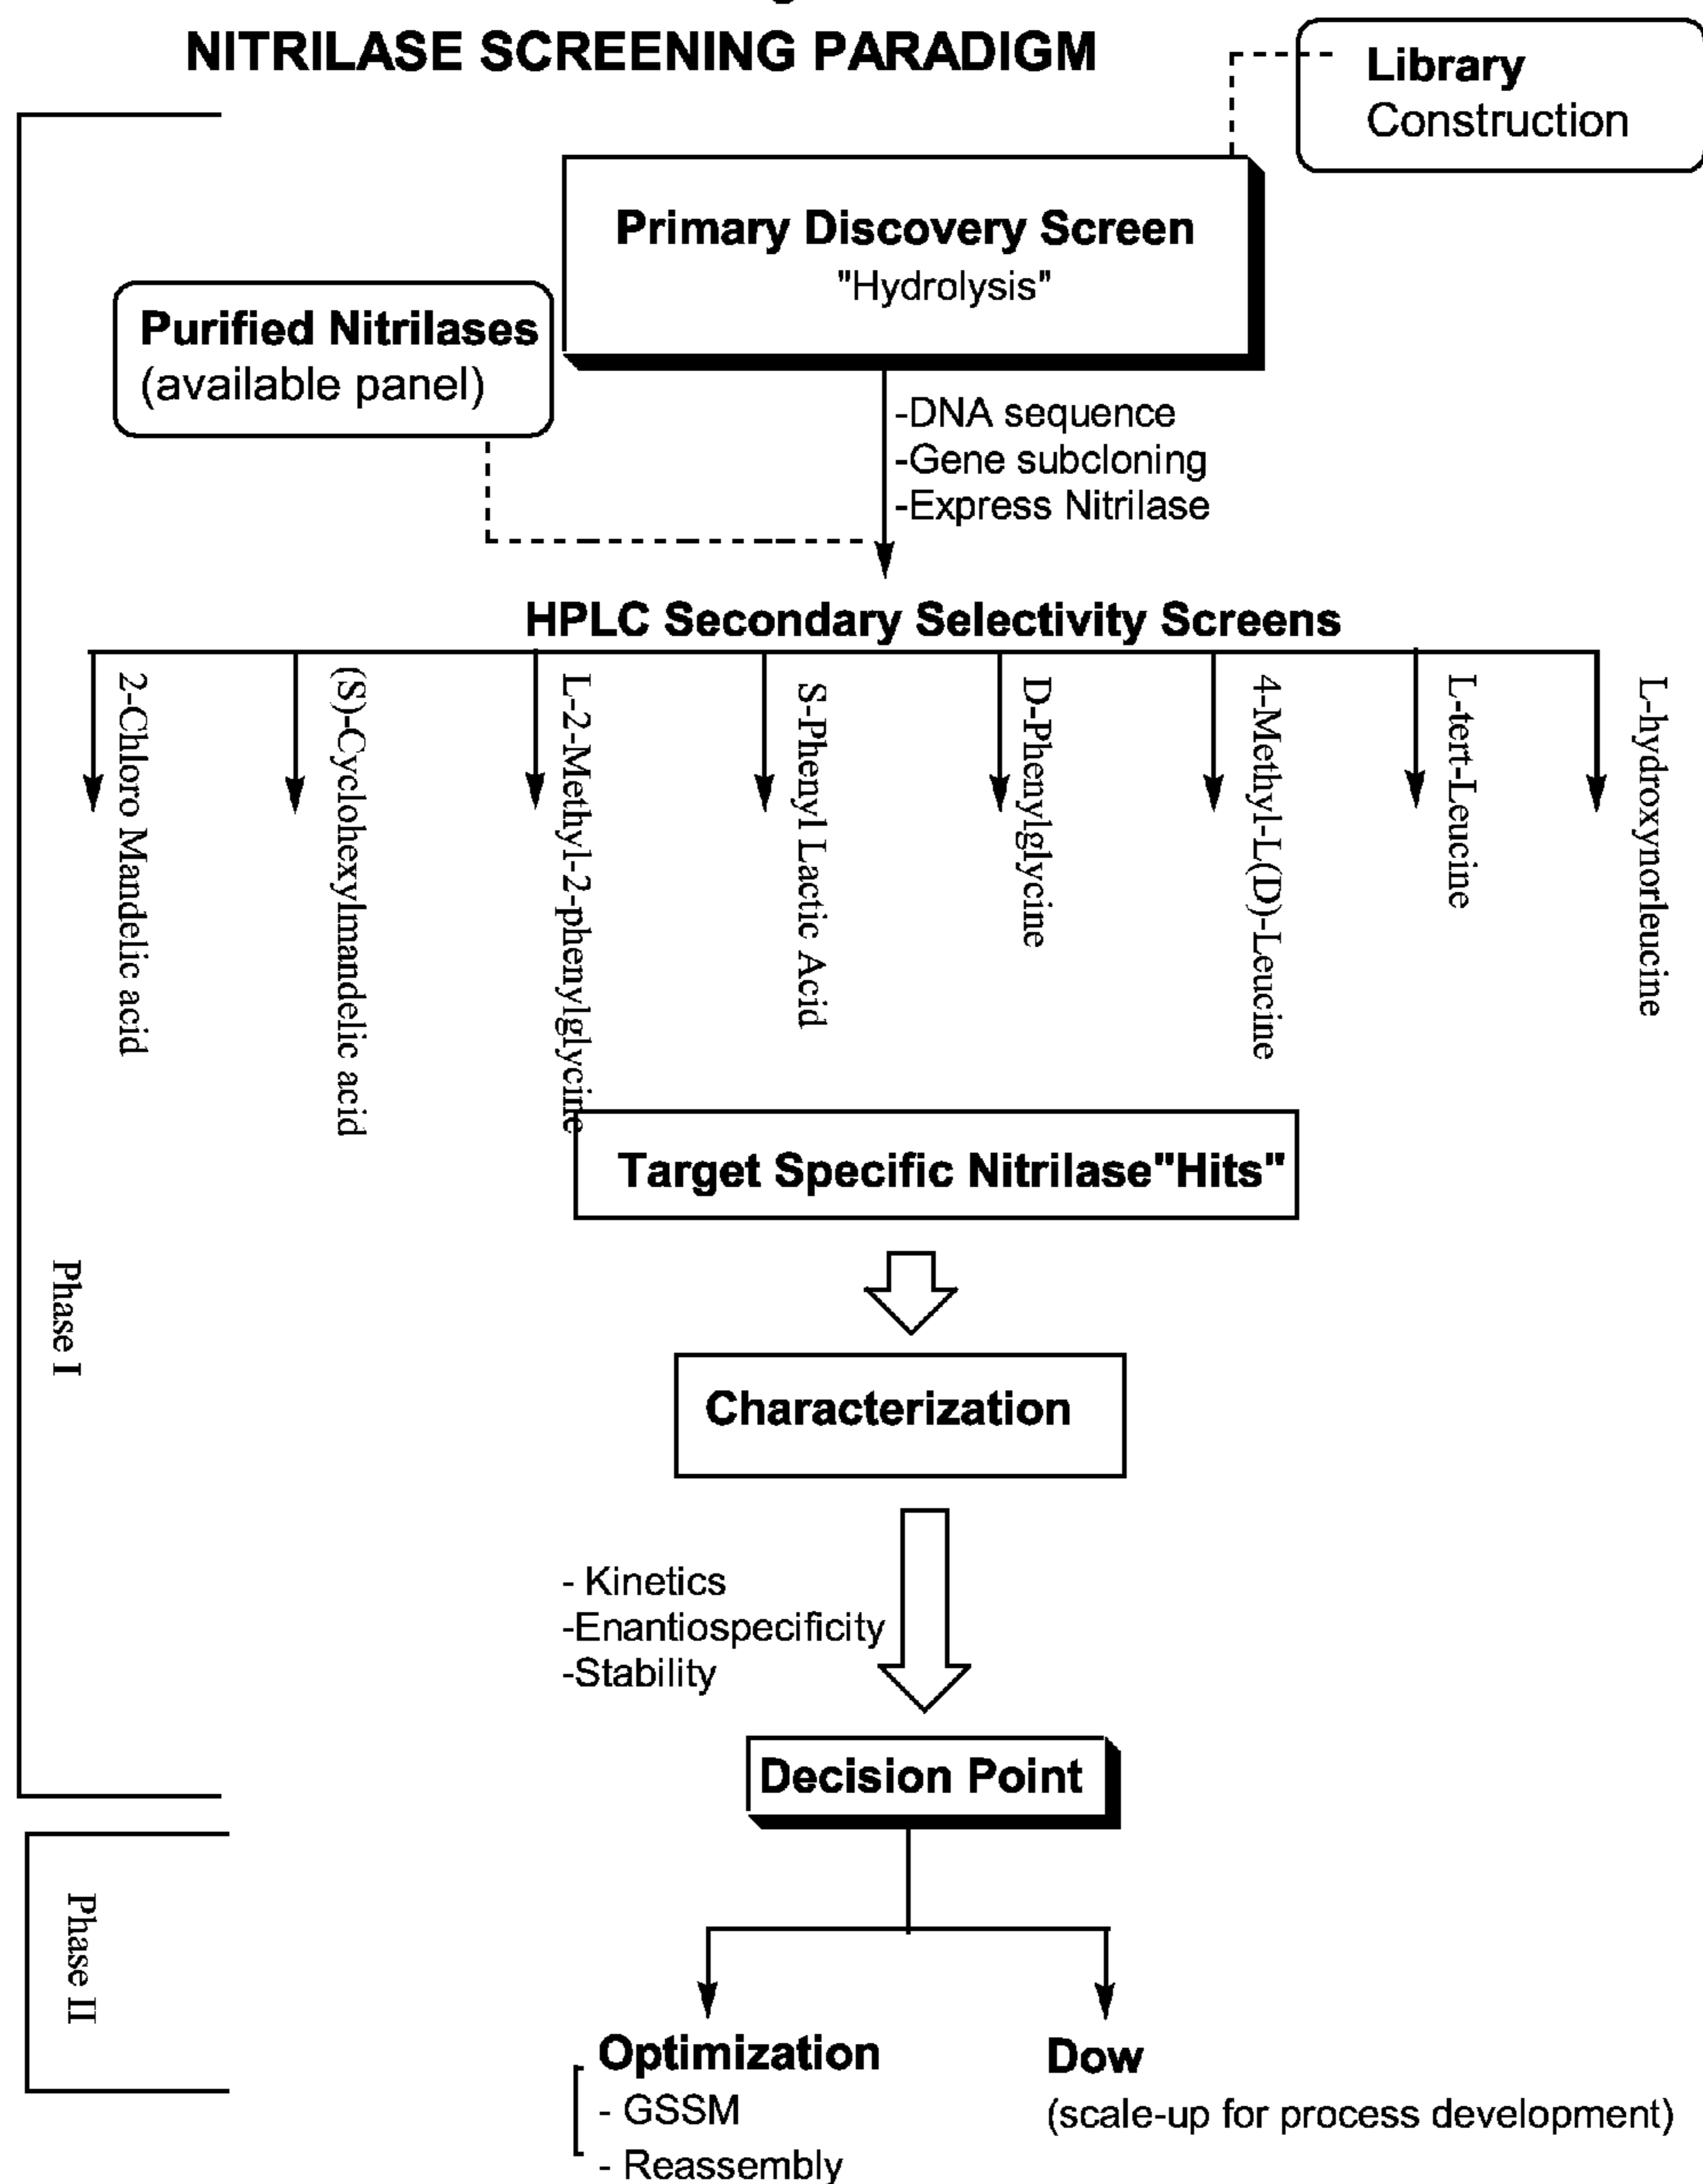 NITRILASE SCREENING PARADIGM
Library
Construction
Primary Discovery Screen
"Hydrolysis"
Purified Nitrilases
(available panel)
-DNA sequence
-Gene subcloning
-Express Nitrilase
HPLC Secondary Selectivity Screens
2-Chloro Mandelic acid
(S)-Cyclohexylmandelic acid
L-2-Methyl-2-phenylglycine
S-Phenyl Lactic Acid
D-Phenylglycine
4-Methyl-L(D)-Leucine
L-tert-Leucine
L-hydroxynorleucine
Target Specific Nitrilase"Hits"
Phase I
Characterization
- Kinetics
-Enantiospecificity
-Stability
Decision Point
Phase II
Optimization
- GSSM
- Reassembly
Dow
(scale-up for process development)